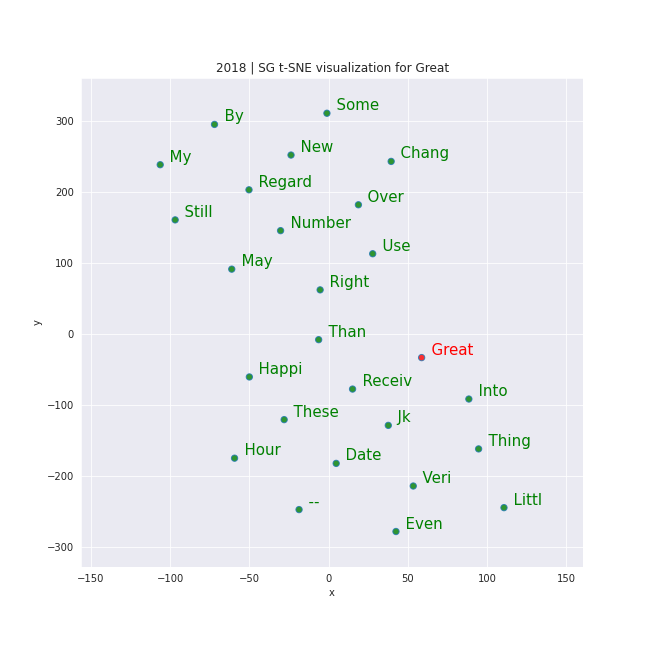 2018 | SG t-SNE visualization for Great
Some
By
New
Chang
My
Regard
Over
Still
Number
Use
May
Right
Than
Great
Happi
Receiv
Into
These
Jk
Thing
Hour
Date
Veri
Littl
--
Even
300
200
100
0
−100
−200
−300
y
−150 −100 −50 0 50 100 150
x